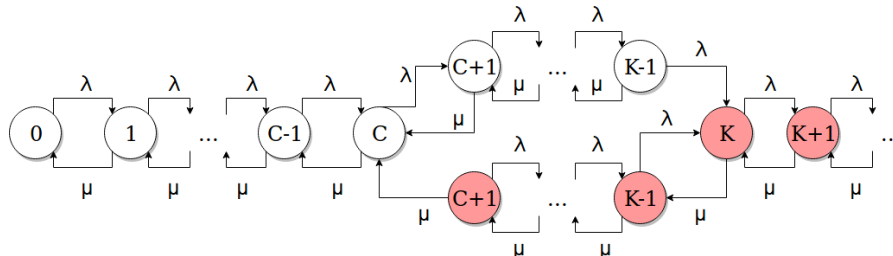 λ λ λ
C+1 ... K-1
λ μ μ
λ λ λ λ λ λ
0 1 ... C-1 C K K+1 ...
μ μ μ μ μ μ μ
λ λ λ
C+1 ... K-1
μ μ μ
μ μ